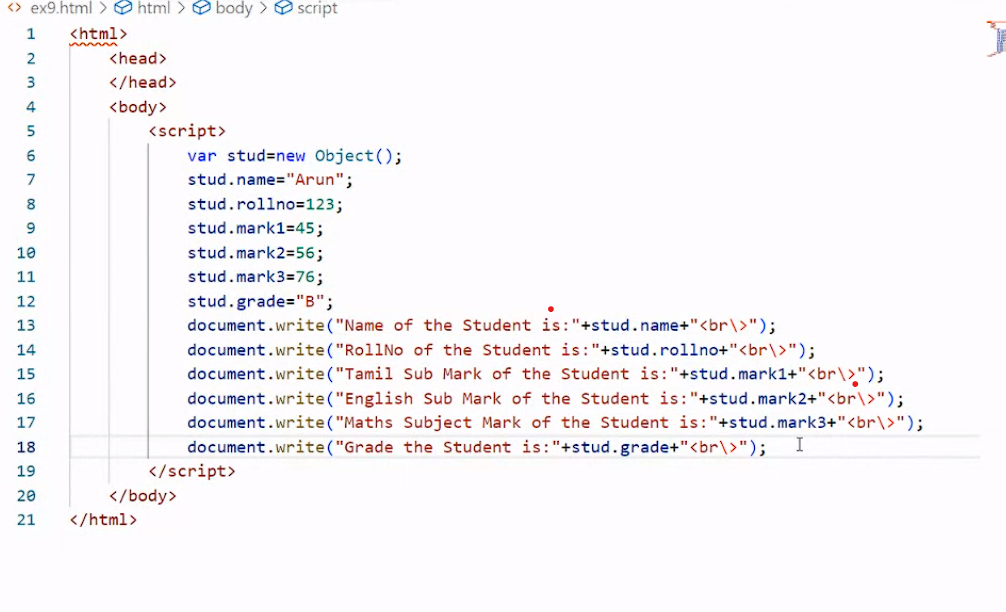 <> ex9.html > html > body > script
1 <html>
2     <head>
3     </head>
4     <body>
5         <script>
6             var stud=new Object();
7             stud.name="Arun";
8             stud.rollno=123;
9             stud.mark1=45;
10             stud.mark2=56;
11             stud.mark3=76;
12             stud.grade="B";
13             document.write("Name of the Student is:"+stud.name+"<br\>");
14             document.write("RollNo of the Student is:"+stud.rollno+"<br\>");
15             document.write("Tamil Sub Mark of the Student is:"+stud.mark1+"<br\>");
16             document.write("English Sub Mark of the Student is:"+stud.mark2+"<br\>");
17             document.write("Maths Subject Mark of the Student is:"+stud.mark3+"<br\>");
18             document.write("Grade the Student is:"+stud.grade+"<br\>");
19         </script>
20     </body>
21 </html>